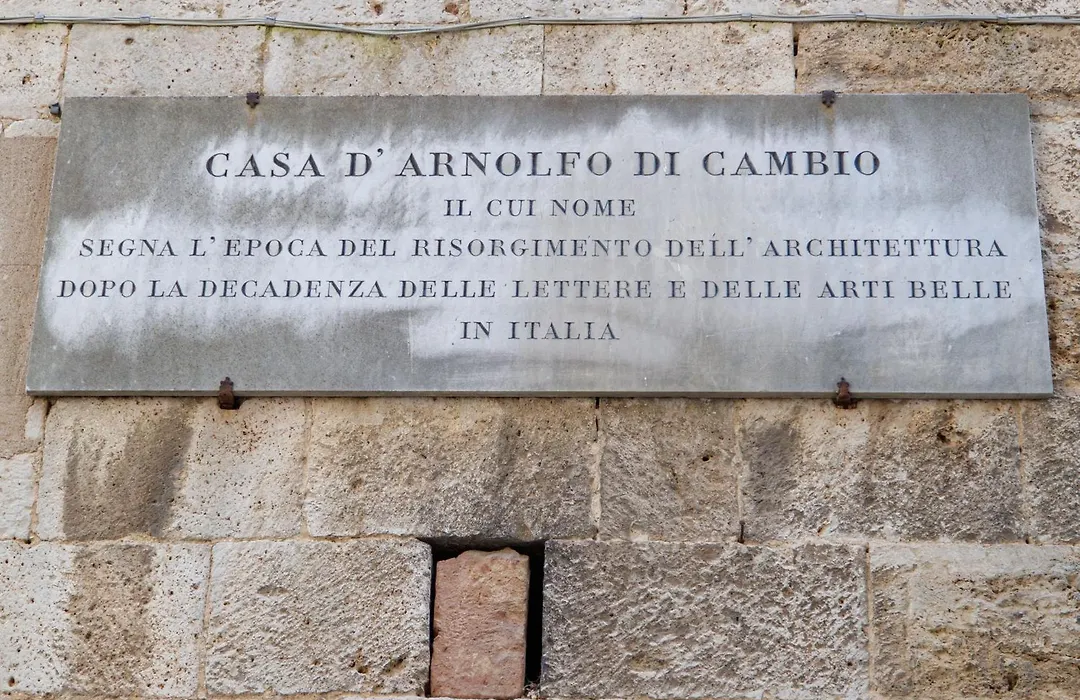 CASA D'ARNOLFO DI CAMBIO
IL CUI NOME
SEGNA L'EPOCA DEL RISORGIMENTO DELL'ARCHITETTURA
DOPO LA DECADENZA DELLE LETTERE E DELLE ARTI BELLE
IN ITALIA